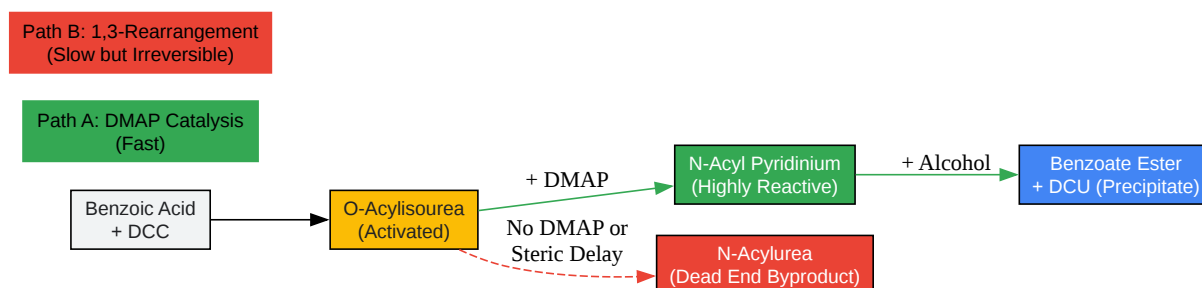 Path B: 1,3-Rearrangement
(Slow but Irreversible)
Path A: DMAP Catalysis
(Fast)
Benzoic Acid
+ DCC
O-Acylisourea
(Activated)
+ DMAP
No DMAP or
Steric Delay
N-Acyl Pyridinium
(Highly Reactive)
N-Acylurea
(Dead End Byproduct)
+ Alcohol
Benzoate Ester
+ DCU (Precipitate)